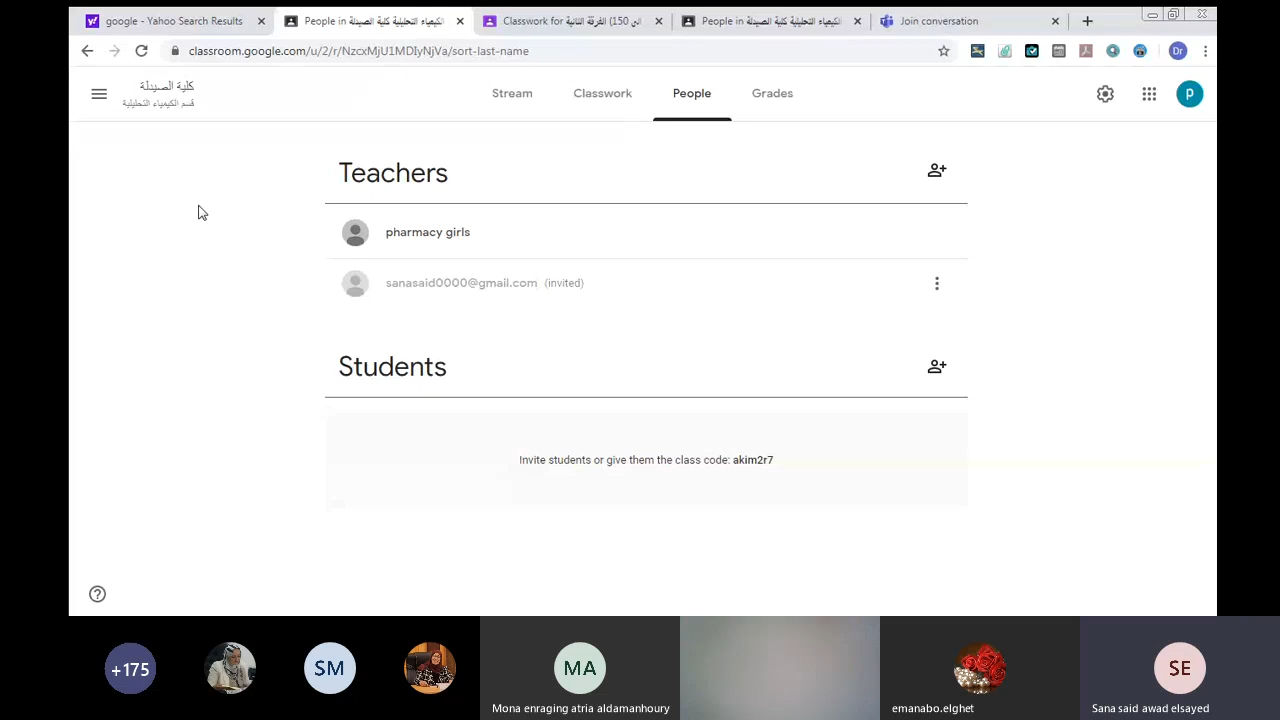 google - Yahoo Search Results
People in الكيمياء التحليلية كلية الصيدلة
Classwork for الفرقة الثانية (150
People in الكيمياء التحليلية كلية الصيدلة
Join conversation
classroom.google.com/u/2/r/NzcxMjU1MDIyNjVa/sort-last-name
Dr
كلية الصيدلة
قسم الكيمياء التحليلية
Stream
Classwork
People
Grades
p
Teachers
pharmacy girls
sanasaid0000@gmail.com (invited)
Students
Invite students or give them the class code: akim2r7
+175
SM
MA
SE
Mona enraging atria aldamanhoury
emanabo.elghet
Sana said awad elsayed